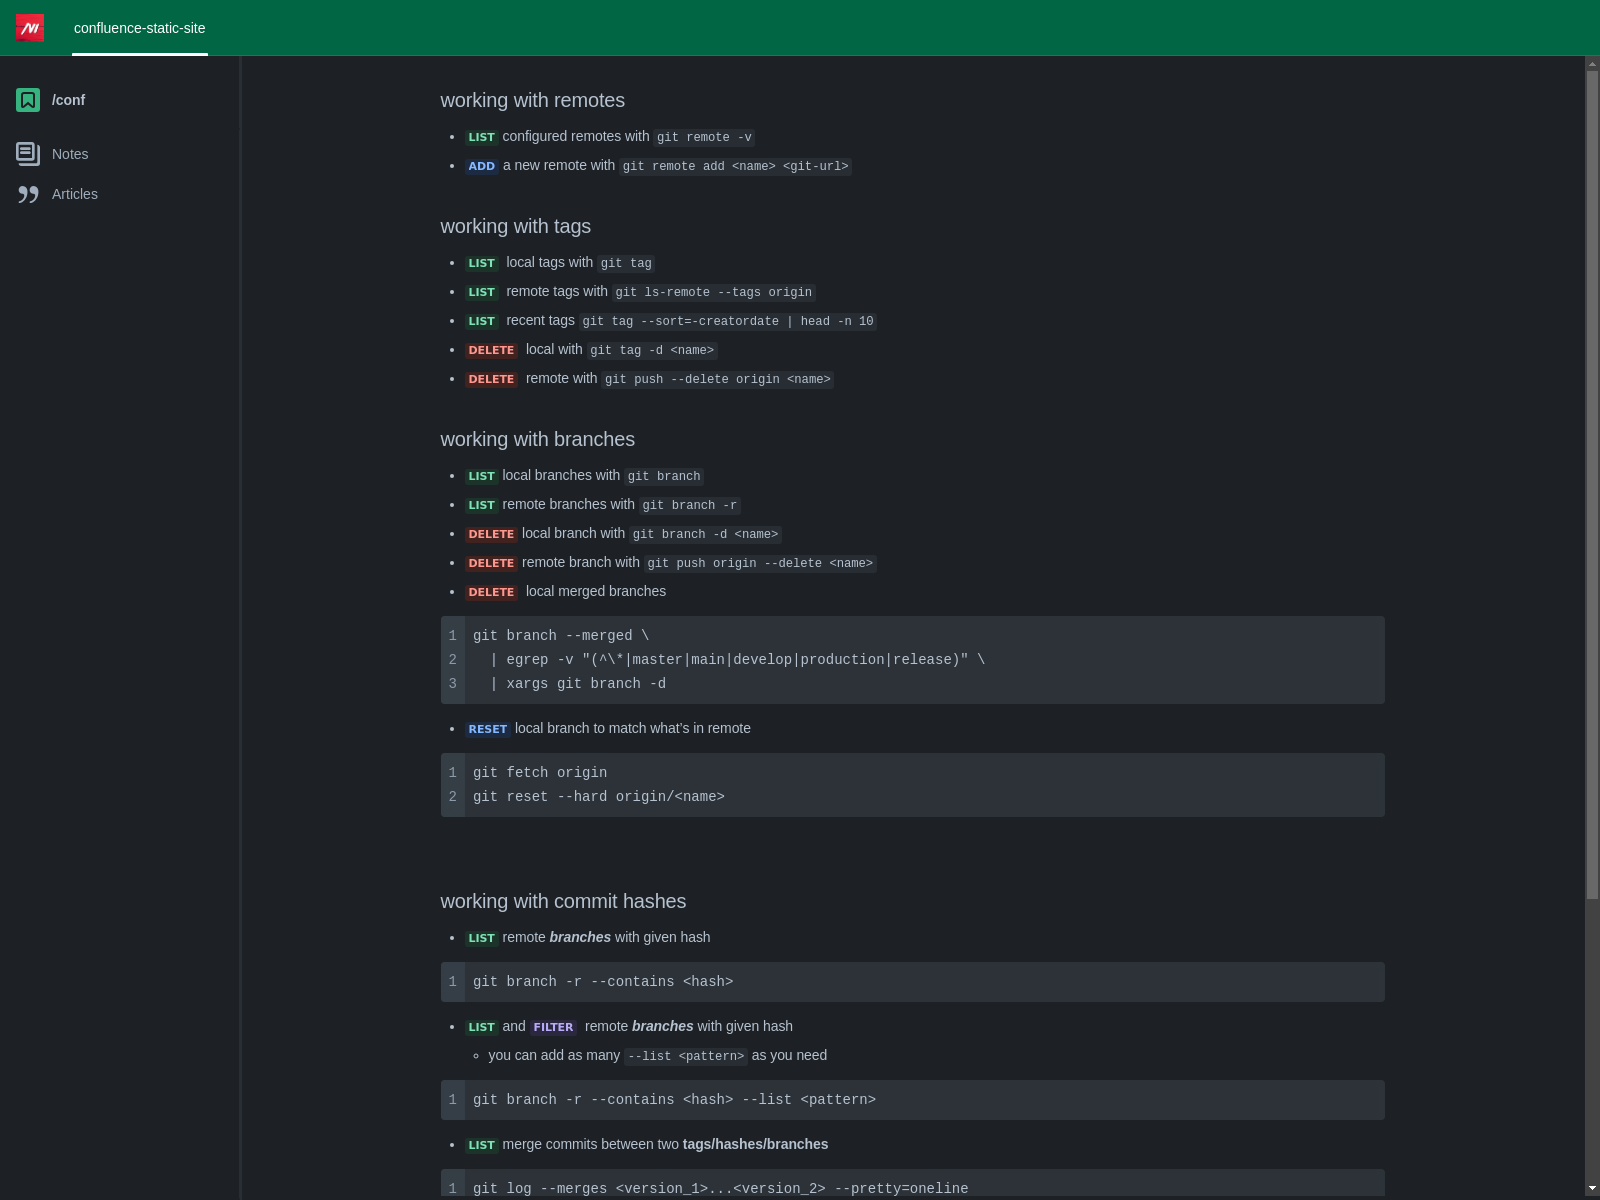 confluence-static-site
/conf
Notes
Articles
working with remotes
LIST configured remotes with git remote -v
ADD a new remote with git remote add <name> <git-url>
working with tags
LIST local tags with git tag
LIST remote tags with git ls-remote --tags origin
LIST recent tags git tag --sort=-creatordate | head -n 10
DELETE local with git tag -d <name>
DELETE remote with git push --delete origin <name>
working with branches
LIST local branches with git branch
LIST remote branches with git branch -r
DELETE local branch with git branch -d <name>
DELETE remote branch with git push origin --delete <name>
DELETE local merged branches
1 git branch --merged \
2   | egrep -v "(^\*|master|main|develop|production|release)" \
3   | xargs git branch -d
RESET local branch to match what’s in remote
1 git fetch origin
2 git reset --hard origin/<name>
working with commit hashes
LIST remote branches with given hash
1 git branch -r --contains <hash>
LIST and FILTER remote branches with given hash
you can add as many --list <pattern> as you need
1 git branch -r --contains <hash> --list <pattern>
LIST merge commits between two tags/hashes/branches
1 git log --merges <version_1>...<version_2> --pretty=oneline